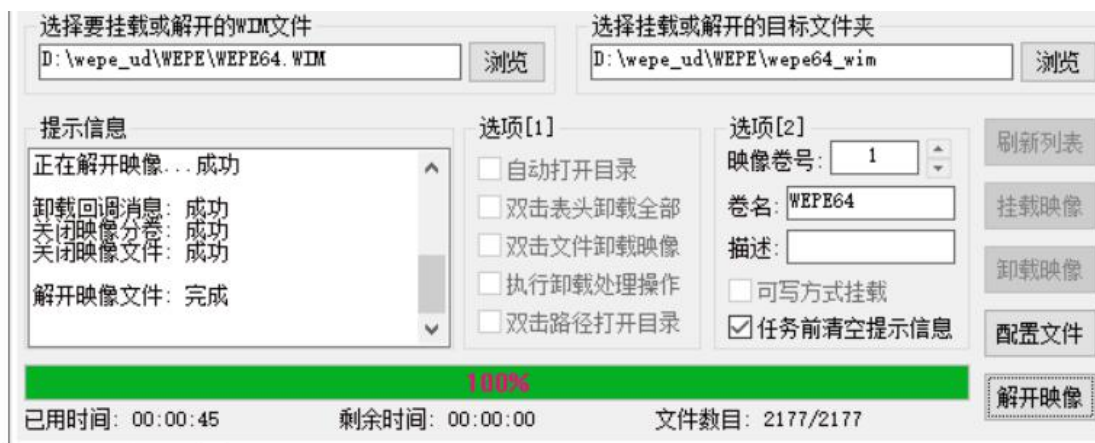 选择要挂载或解开的WIM文件
D:\wepe_ud\WEPE\WEPE64.WIM
浏览
选择挂载或解开的目标文件夹
D:\wepe_ud\WEPE\wepe64_wim
浏览
提示信息
正在解开映像...成功
卸载回调消息: 成功
关闭映像分卷: 成功
关闭映像文件: 成功
解开映像文件: 完成
选项[1]
自动打开目录
双击表头卸载全部
双击文件卸载映像
执行卸载处理操作
双击路径打开目录
选项[2]
映像卷号: 1
卷名: WEPE64
描述:
可写方式挂载
任务前清空提示信息
刷新列表
挂载映像
卸载映像
配置文件
解开映像
100%
已用时间: 00:00:45 剩余时间: 00:00:00 文件数目: 2177/2177